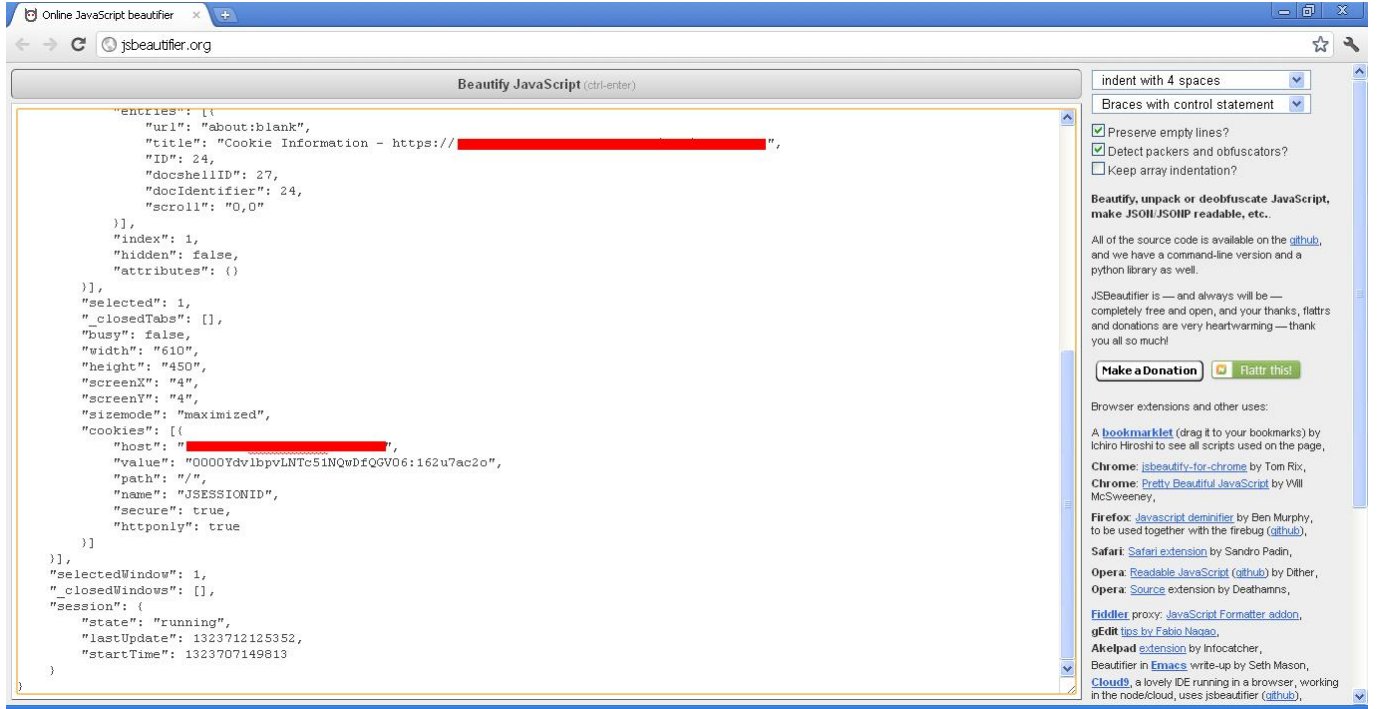 Online JavaScript beautifier
jsbeautifier.org
Beautify JavaScript (ctrl-enter)
"entries": [{
"url": "about:blank",
"title": "Cookie Information - https:// ",
"ID": 24,
"docshellID": 27,
"docIdentifier": 24,
"scroll": "0,0"
}],
"index": 1,
"hidden": false,
"attributes": {}
}],
"selected": 1,
"_closedTabs": [],
"busy": false,
"width": "610",
"height": "450",
"screenX": "4",
"screenY": "4",
"sizemode": "maximized",
"cookies": [{
"host": " ",
"value": "0000YdvlbpvLNTc51NQwDfQGVO6:162u7ac2o",
"path": "/",
"name": "JSESSIONID",
"secure": true,
"httponly": true
}]
}],
"selectedWindow": 1,
"_closedWindows": [],
"session": {
"state": "running",
"lastUpdate": 1323712125352,
"startTime": 1323707149813
}
}
indent with 4 spaces
Braces with control statement
Preserve empty lines?
Detect packers and obfuscators?
Keep array indentation?
Beautify, unpack or deobfuscate JavaScript,
make JSON/JSONP readable, etc..
All of the source code is available on the github,
and we have a command-line version and a
python library as well.
JSBeautifier is — and always will be —
completely free and open, and your thanks, flattrs
and donations are very heartwarming — thank
you all so much!
Make a Donation Flattr this!
Browser extensions and other uses:
A bookmarklet (drag it to your bookmarks) by
Ichiro Hiroshi to see all scripts used on the page,
Chrome: jsbeautify-for-chrome by Tom Rix,
Chrome: Pretty Beautiful JavaScript by Will
McSweeney,
Firefox: Javascript deminifier by Ben Murphy,
to be used together with the firebug (github),
Safari: Safari extension by Sandro Padin,
Opera: Readable JavaScript (github) by Dither,
Opera: Source extension by Deathamns,
Fiddler proxy: JavaScript Formatter addon,
gEdit tips by Fabio Nagao,
Akelpad extension by Infocatcher,
Beautifier in Emacs write-up by Seth Mason,
Cloud9, a lovely IDE running in a browser, working
in the node/cloud, uses jsbeautifier (github),